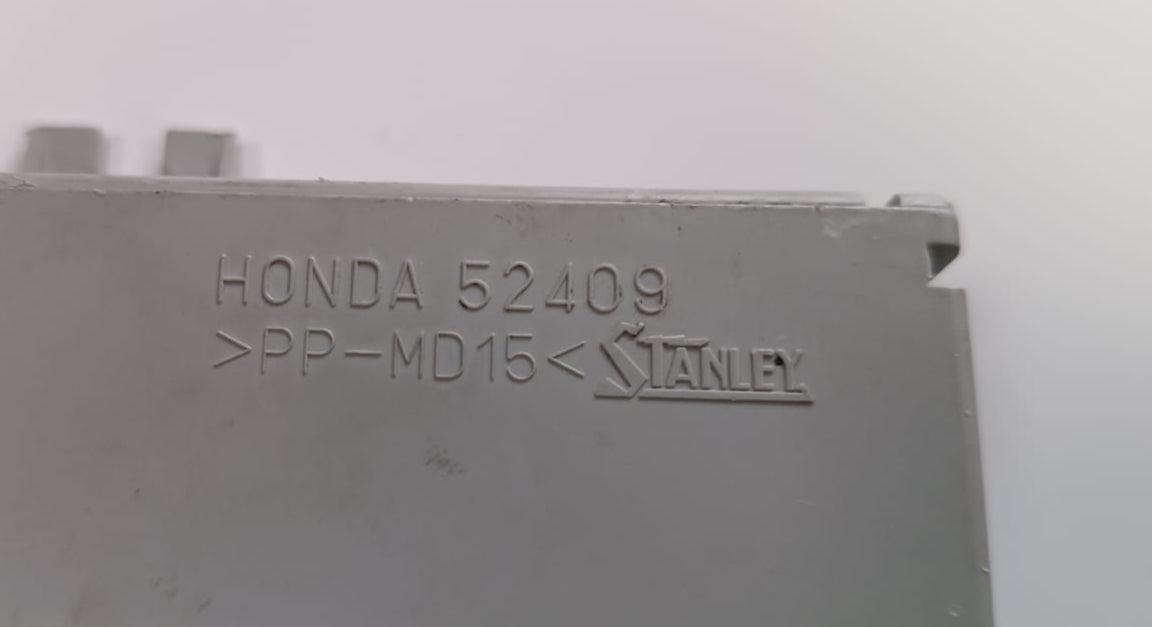 HONDA 52409
>PP-MD15< STANLEY